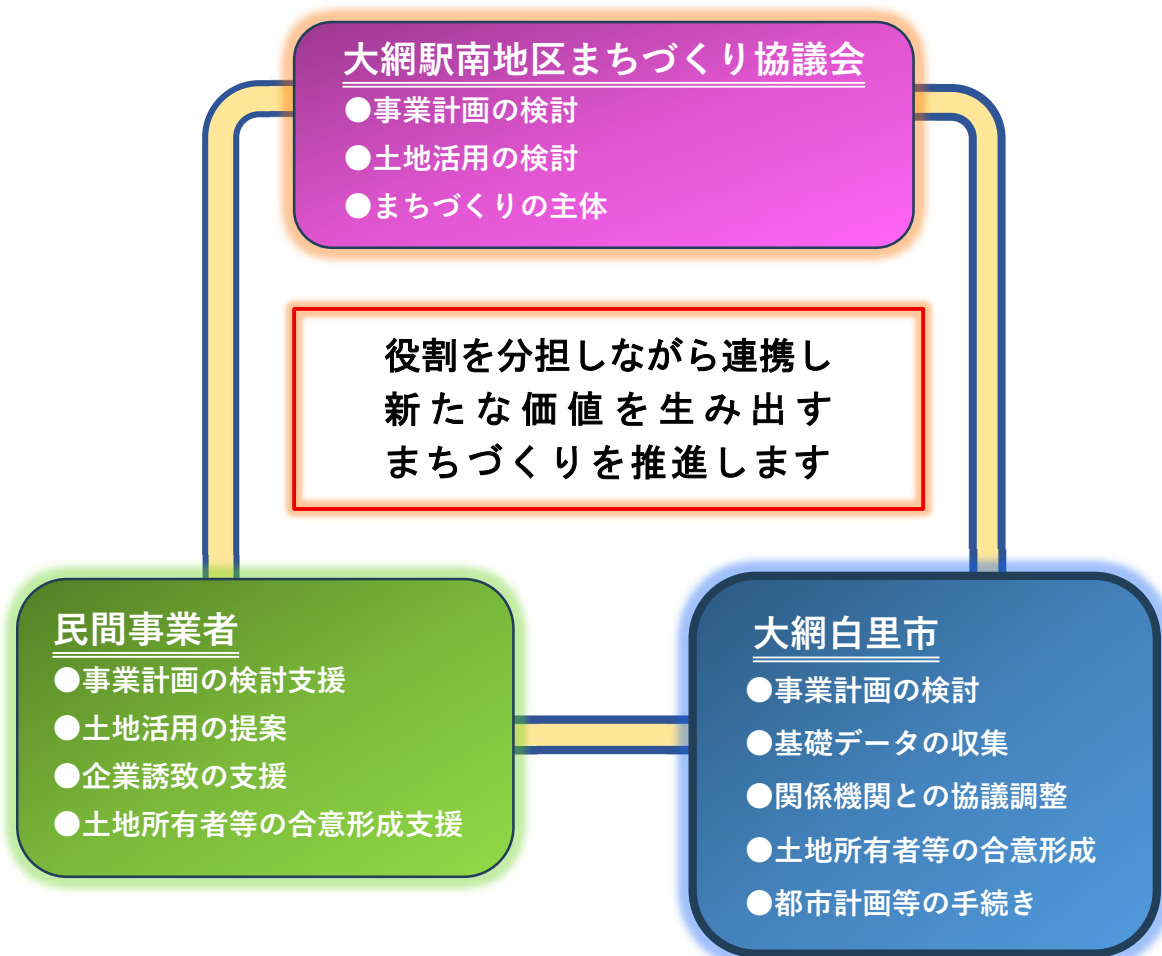 大網駅南地区まちづくり協議会
●事業計画の検討
●土地活用の検討
●まちづくりの主体
役割を分担しながら連携し
新たな価値を生み出す
まちづくりを推進します
民間事業者
●事業計画の検討支援
●土地活用の提案
●企業誘致の支援
●土地所有者等の合意形成支援
大網白里市
●事業計画の検討
●基礎データの収集
●関係機関との協議調整
●土地所有者等の合意形成
●都市計画等の手続き